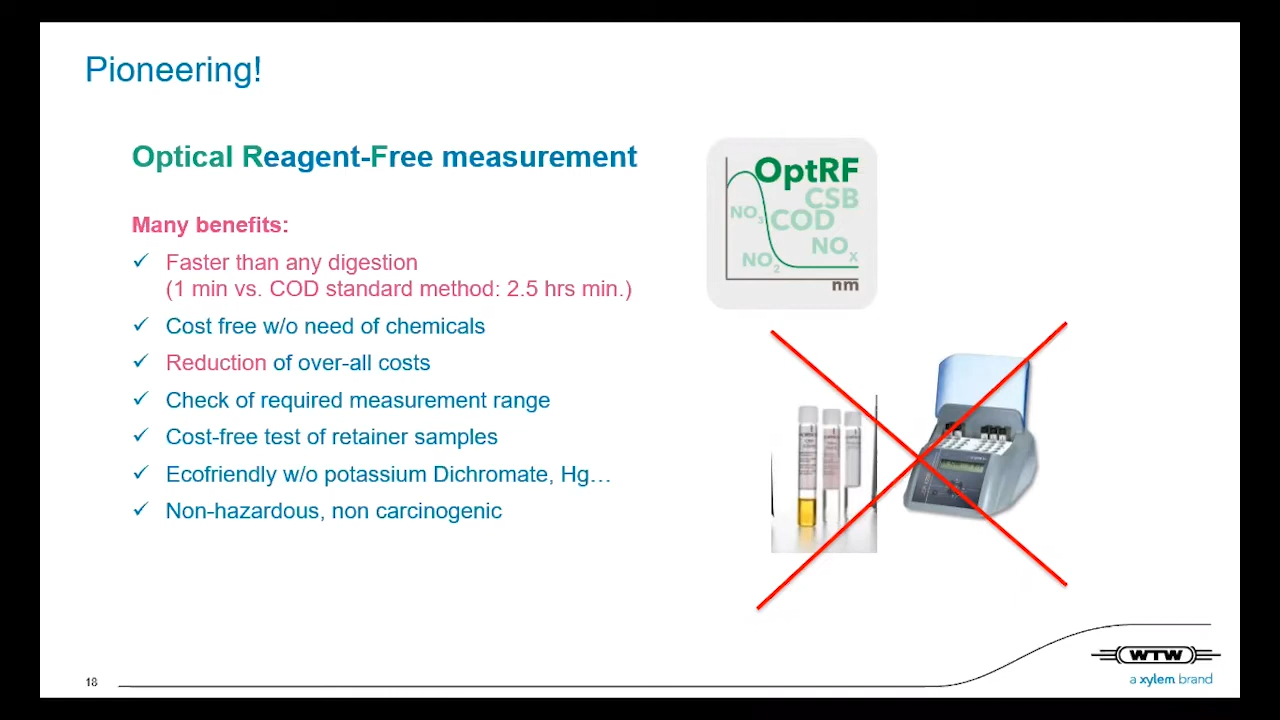 Pioneering!
Optical Reagent-Free measurement
Many benefits:
✓ Faster than any digestion
(1 min vs. COD standard method: 2.5 hrs min.)
✓ Cost free w/o need of chemicals
✓ Reduction of over-all costs
✓ Check of required measurement range
✓ Cost-free test of retainer samples
✓ Ecofriendly w/o potassium Dichromate, Hg…
✓ Non-hazardous, non carcinogenic
OptRF
CSB
NO3
COD
NOX
NO2
nm
18
WTW
a xylem brand